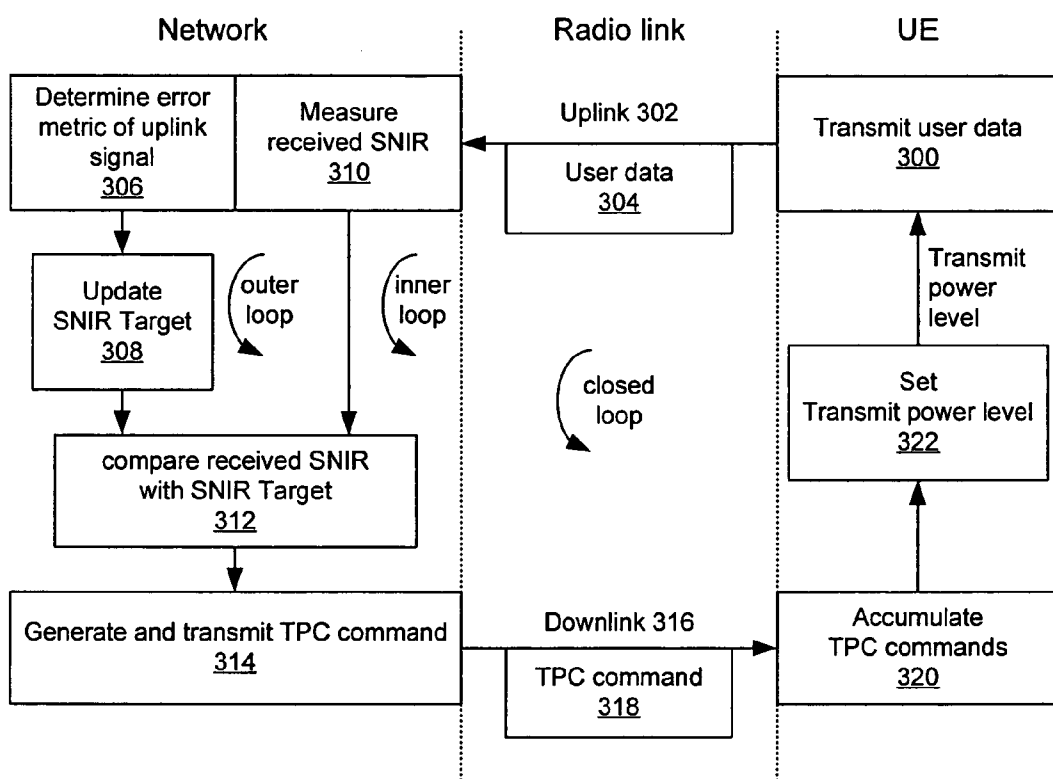 Network
Radio link
UE
Determine error
metric of uplink
signal
306
Measure
received SNIR
310
Uplink 302
User data
304
Transmit user data
300
Update
SNIR Target
308
outer
loop
inner
loop
closed
loop
Transmit
power
level
Set
Transmit power level
322
compare received SNIR
with SNIR Target
312
Generate and transmit TPC command
314
Downlink 316
TPC command
318
Accumulate
TPC commands
320